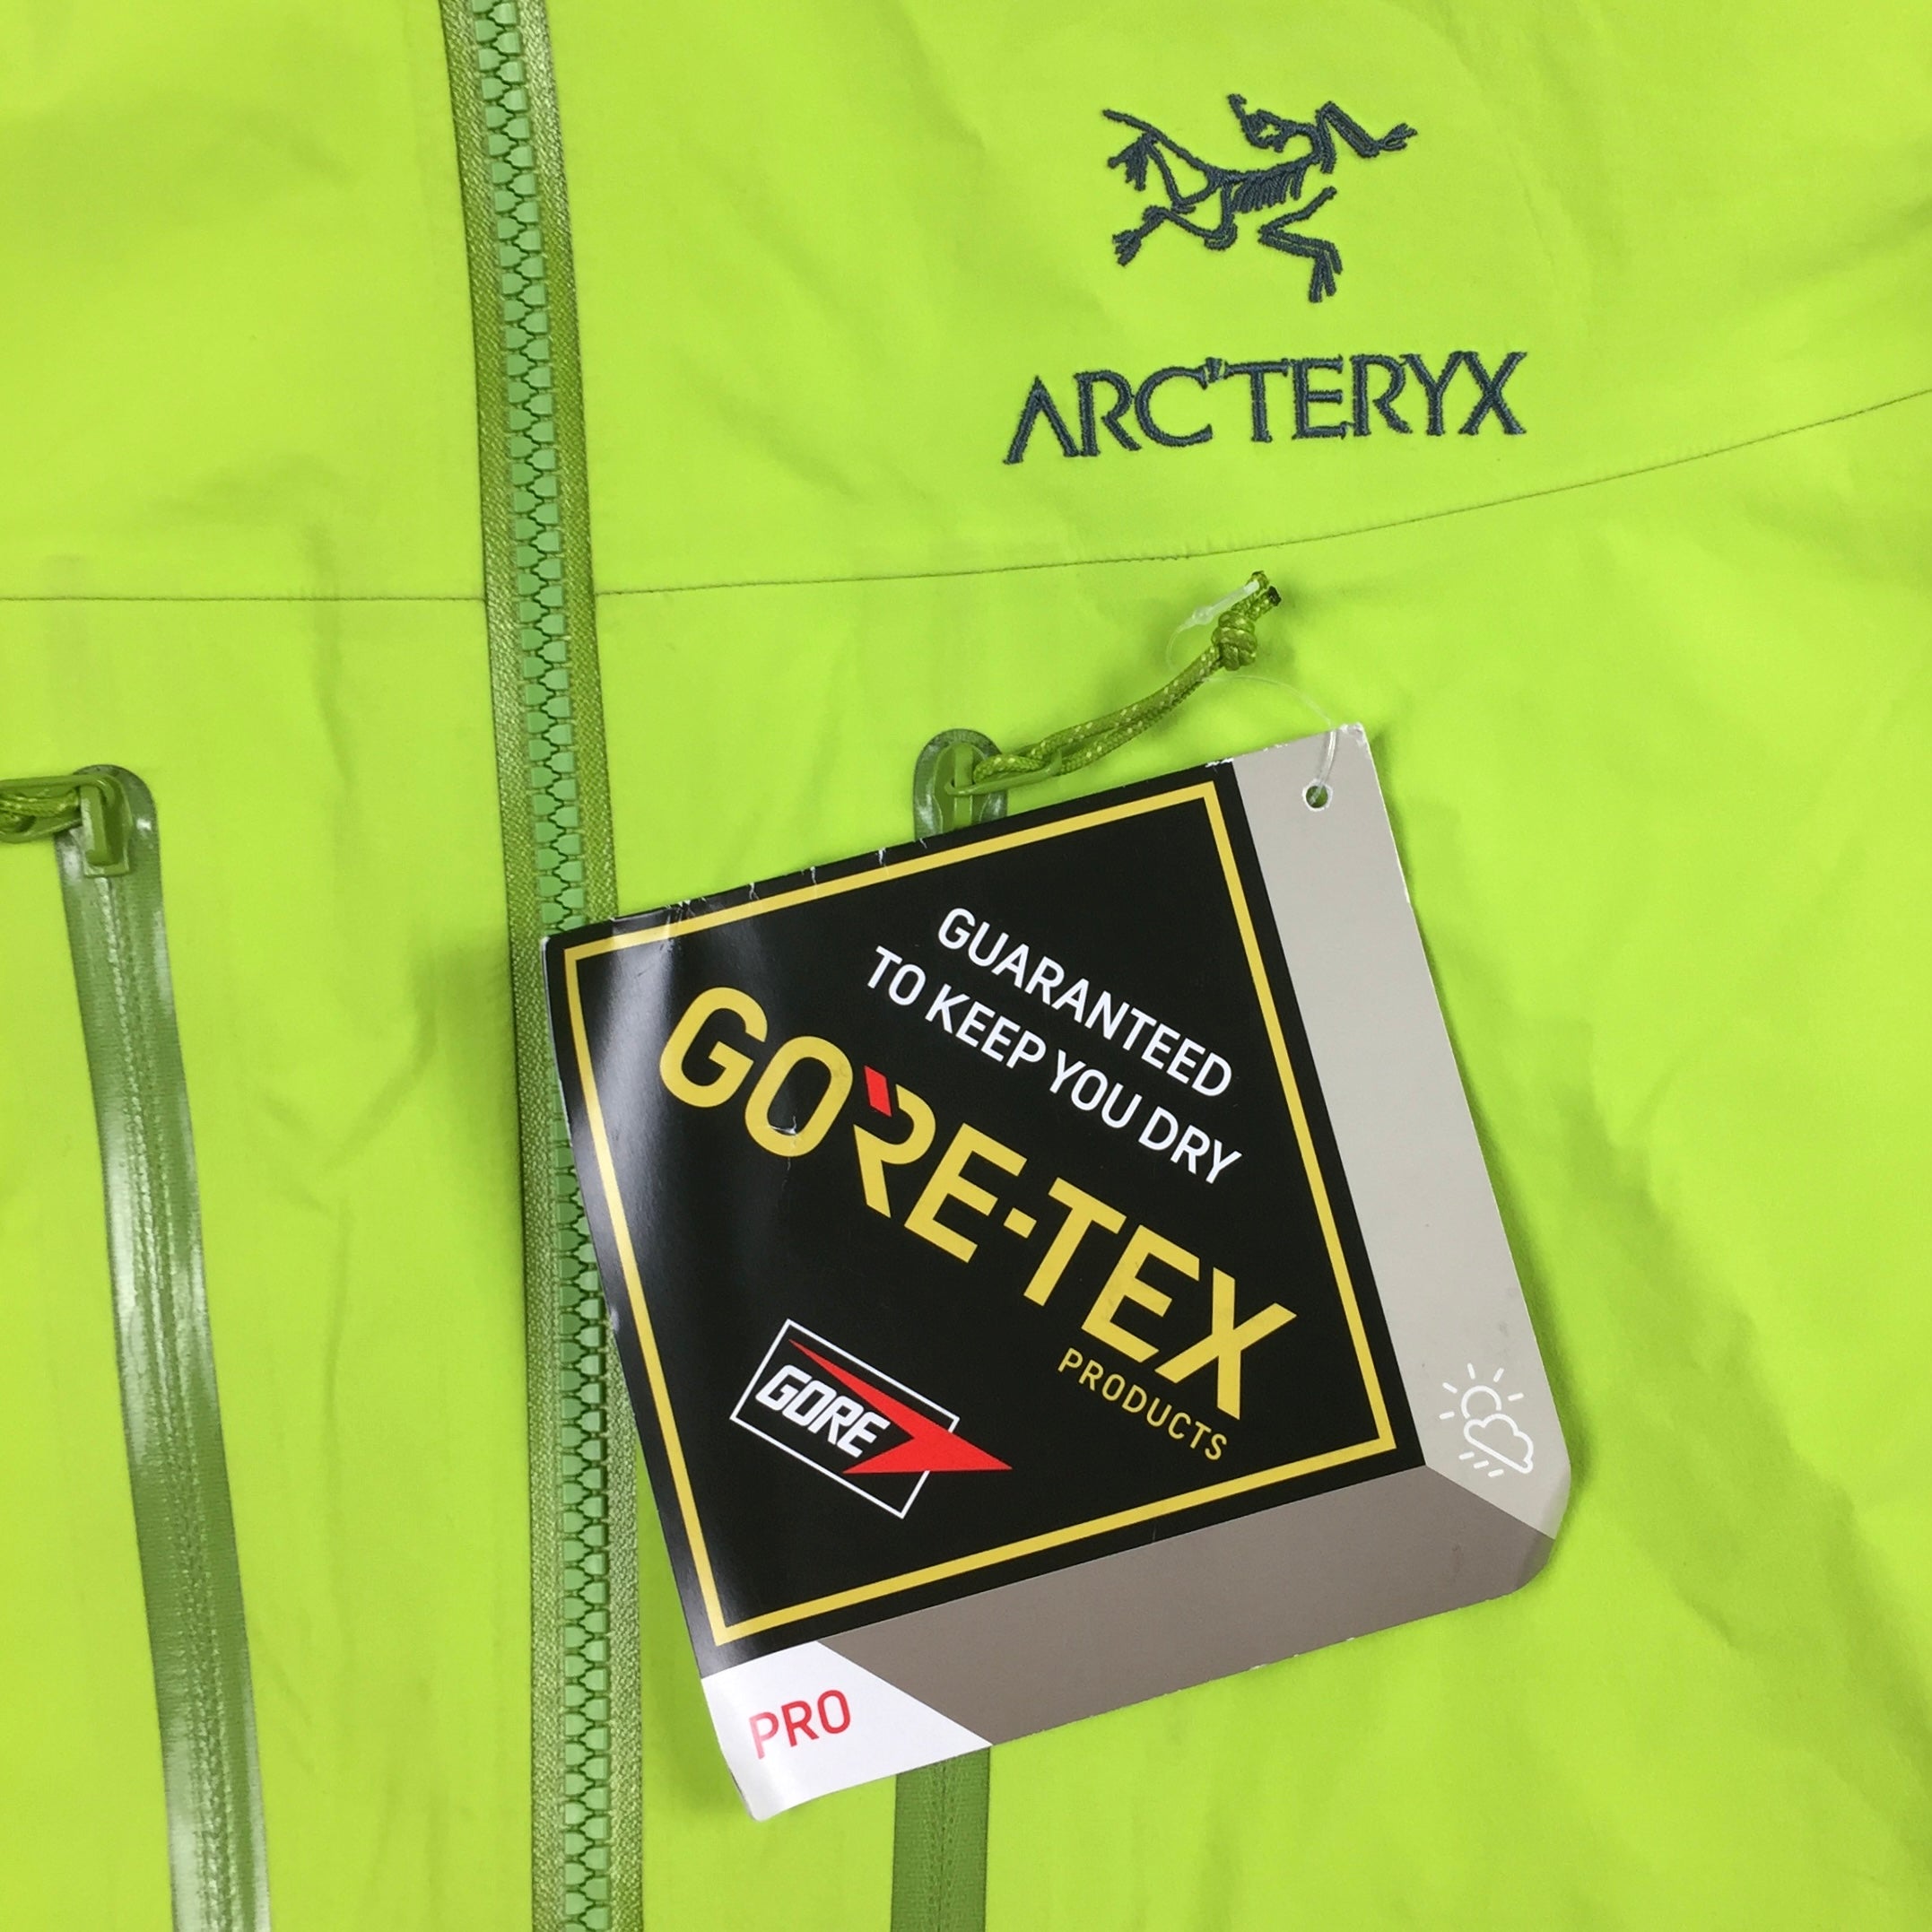 ARC'TERYX
GUARANTEED
TO KEEP YOU DRY
GORE-TEX
PRODUCTS
GORE
PRO